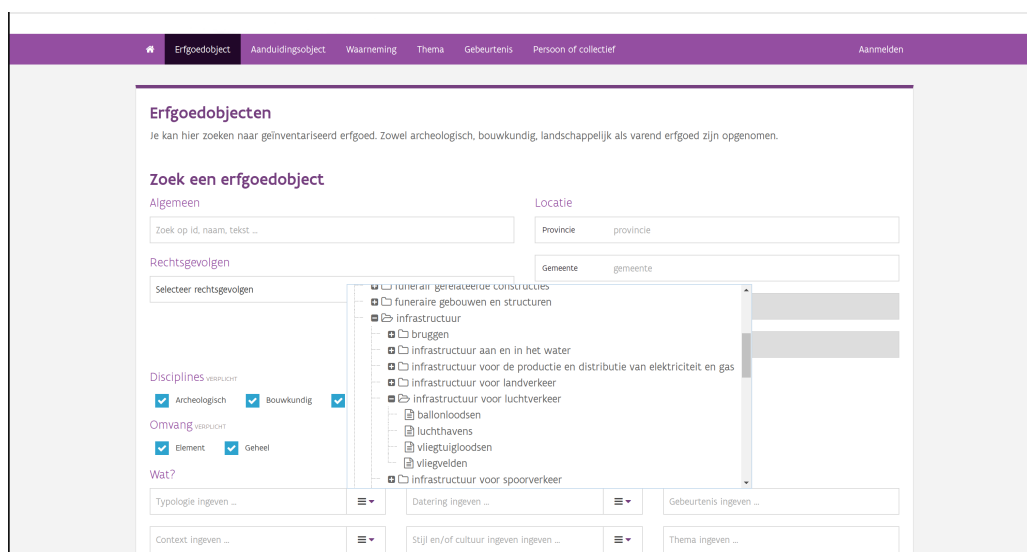 Erfgoedobject Aanduidingsobject Waarneming Thema Gebeurtenis Persoon of collectief Aanmelden
Erfgoedobjecten
Je kan hier zoeken naar geïnventariseerd erfgoed. Zowel archeologisch, bouwkundig, landschappelijk als varend erfgoed zijn opgenomen.
Zoek een erfgoedobject
Algemeen
Zoek op id, naam, tekst ...
Rechtsgevolgen
Selecteer rechtsgevolgen
Locatie
Provincie provincie
Gemeente gemeente
funerair gerelateerde constructies
funeraire gebouwen en structuren
infrastructuur
bruggen
infrastructuur aan en in het water
infrastructuur voor de productie en distributie van elektriciteit en gas
infrastructuur voor landverkeer
infrastructuur voor luchtverkeer
ballonloodsen
luchthavens
vliegtuigloodsen
vliegvelden
infrastructuur voor spoorverkeer
Disciplines VERPLICHT
Archeologisch Bouwkundig
Omvang VERPLICHT
Element Geheel
Wat?
Typologie ingeven ... Datering ingeven ... Gebeurtenis ingeven ...
Context ingeven ... Stijl en/of cultuur ingeven ingeven ... Thema ingeven ...